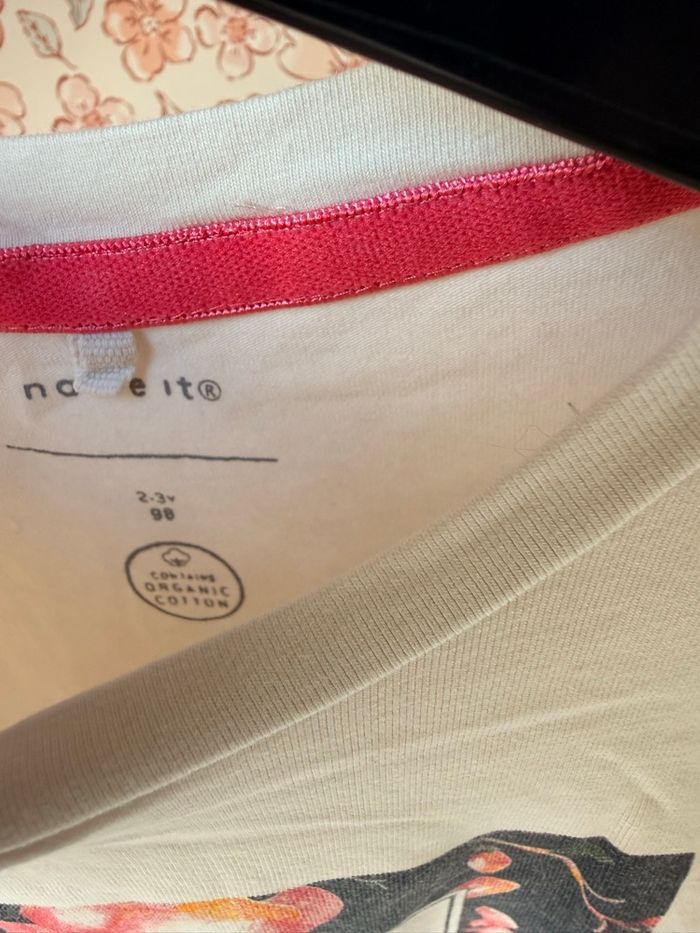 na e it®
2-3y
98
CONTAINS
ORGANIC
COTTON